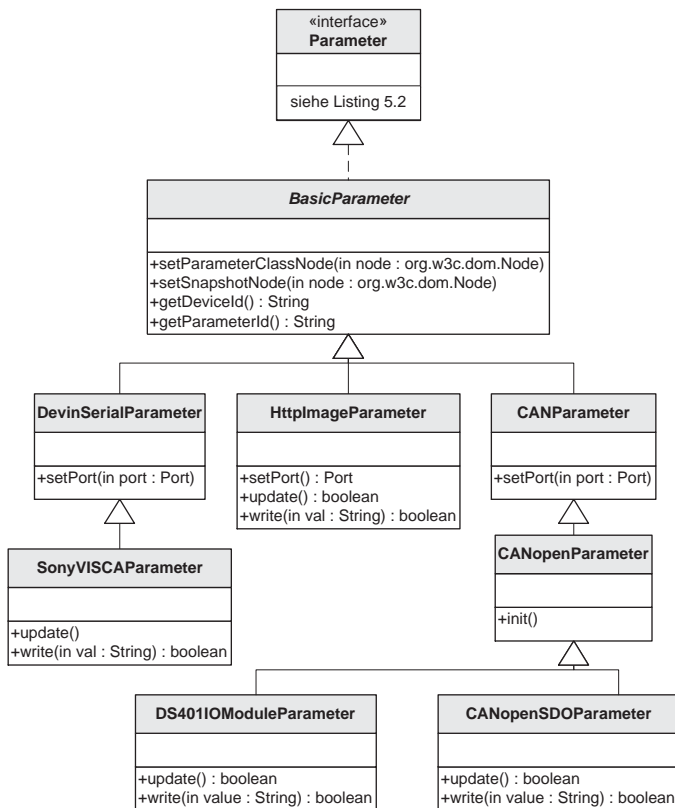 «interface»
Parameter
siehe Listing 5.2
BasicParameter
+setParameterClassNode(in node : org.w3c.dom.Node)
+setSnapshotNode(in node : org.w3c.dom.Node)
+getDeviceId() : String
+getParameterId() : String
DevinSerialParameter
+setPort(in port : Port)
HttpImageParameter
+setPort() : Port
+update() : boolean
+write(in val : String) : boolean
CANParameter
+setPort(in port : Port)
SonyVISCAParameter
+update()
+write(in val : String) : boolean
CANopenParameter
+init()
DS401IOModuleParameter
+update() : boolean
+write(in value : String) : boolean
CANopenSDOParameter
+update() : boolean
+write(in value : String) : boolean